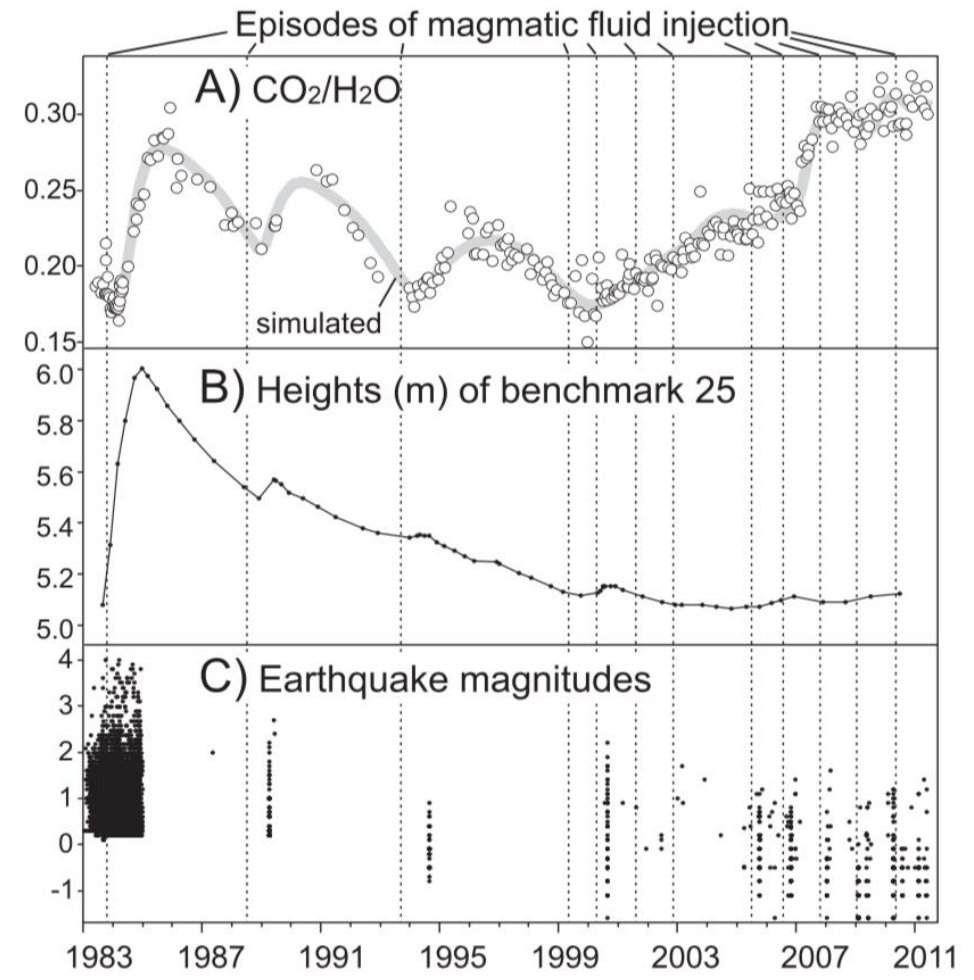 Episodes of magmatic fluid injection
A) CO2/H2O
0.30
0.25
0.20
simulated
0.15
B) Heights (m) of benchmark 25
6.0
5.8
5.6
5.4
5.2
5.0
C) Earthquake magnitudes
4
3
2
1
0
-1
1983 1987 1991 1995 1999 2003 2007 2011